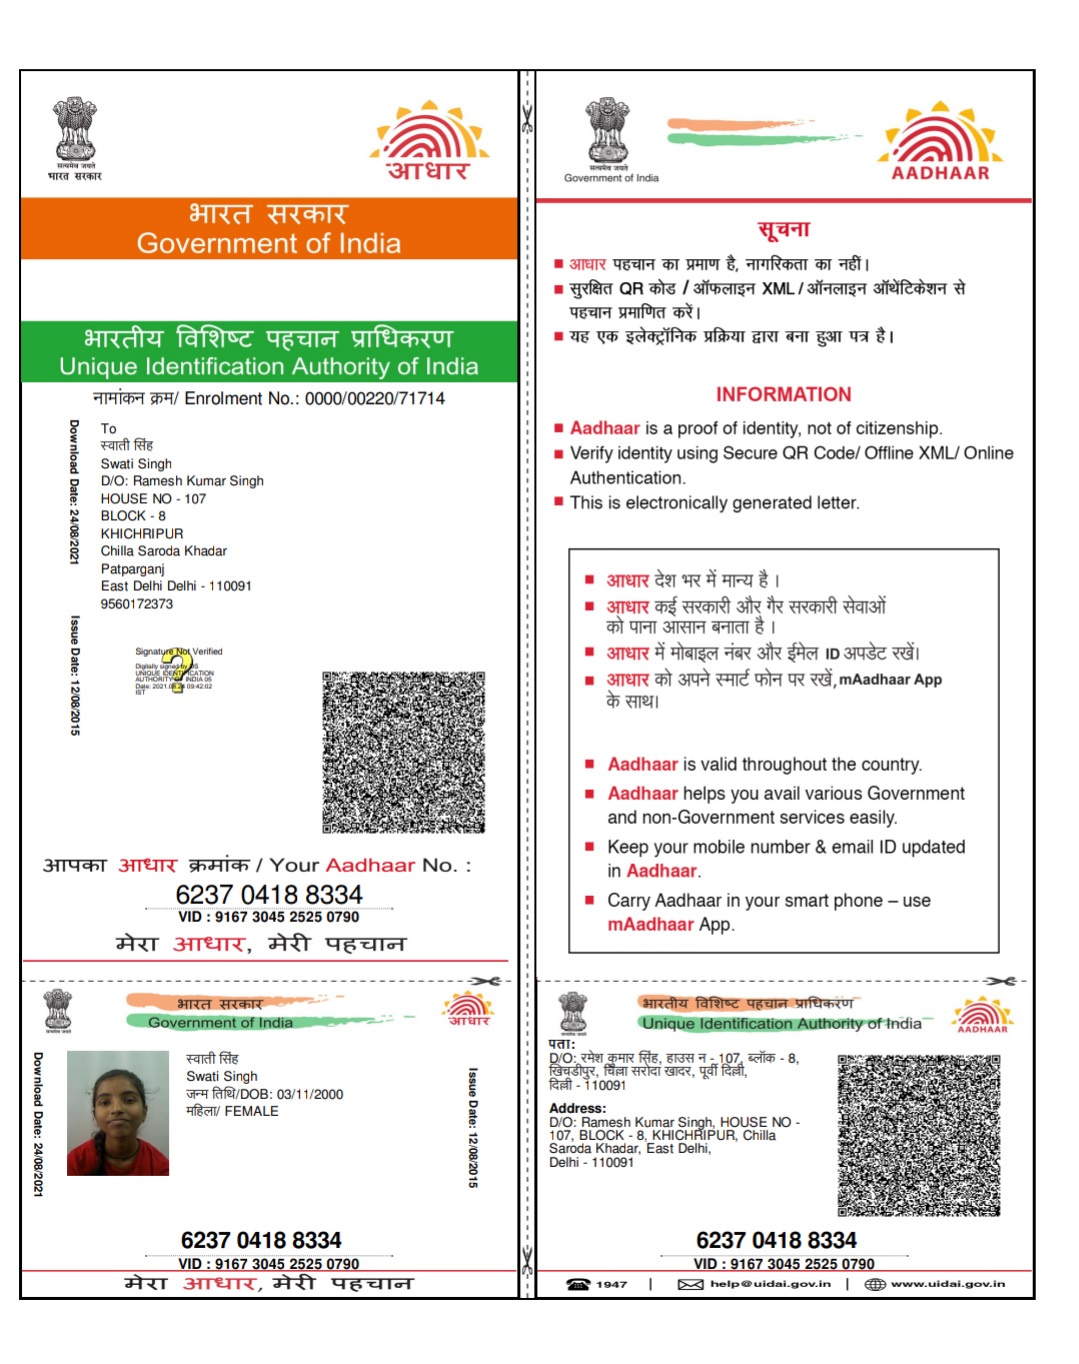 सत्यमेव जयते
भारत सरकार
आधार
भारत सरकार
Government of India
भारतीय विशिष्ट पहचान प्राधिकरण
Unique Identification Authority of India
नामांकन क्रम/ Enrolment No.: 0000/00220/71714
Download Date: 24/08/2021
Issue Date: 12/08/2015
To
स्वाती सिंह
Swati Singh
D/O: Ramesh Kumar Singh
HOUSE NO - 107
BLOCK - 8
KHICHRIPUR
Chilla Saroda Khadar
Patparganj
East Delhi Delhi - 110091
9560172373
Signature Not Verified
Digitally signed by DS
UNIQUE IDENTIFICATION
AUTHORITY OF INDIA 05
Date: 2021.08.24 09:42:02
IST
आपका आधार क्रमांक / Your Aadhaar No. :
6237 0418 8334
VID : 9167 3045 2525 0790
मेरा आधार, मेरी पहचान
भारत सरकार
Government of India
आधार
Download Date: 24/08/2021
स्वाती सिंह
Swati Singh
जन्म तिथि/DOB: 03/11/2000
महिला/ FEMALE
Issue Date: 12/08/2015
6237 0418 8334
VID : 9167 3045 2525 0790
मेरा आधार, मेरी पहचान
सत्यमेव जयते
Government of India
AADHAAR
सूचना
आधार पहचान का प्रमाण है, नागरिकता का नहीं।
सुरक्षित QR कोड / ऑफलाइन XML / ऑनलाइन ऑथेंटिकेशन से
पहचान प्रमाणित करें।
यह एक इलेक्ट्रॉनिक प्रक्रिया द्वारा बना हुआ पत्र है।
INFORMATION
Aadhaar is a proof of identity, not of citizenship.
Verify identity using Secure QR Code/ Offline XML/ Online
Authentication.
This is electronically generated letter.
आधार देश भर में मान्य है ।
आधार कई सरकारी और गैर सरकारी सेवाओं
को पाना आसान बनाता है ।
आधार में मोबाइल नंबर और ईमेल ID अपडेट रखें।
आधार को अपने स्मार्ट फोन पर रखें, mAadhaar App
के साथ।
Aadhaar is valid throughout the country.
Aadhaar helps you avail various Government
and non-Government services easily.
Keep your mobile number & email ID updated
in Aadhaar.
Carry Aadhaar in your smart phone – use
mAadhaar App.
भारतीय विशिष्ट पहचान प्राधिकरण
Unique Identification Authority of India
AADHAAR
पता:
D/O: रमेश कुमार सिंह, हाउस न - 107, ब्लॉक - 8,
खिचडीपुर, चिल्ला सरोदा खादर, पूर्वी दिल्ली,
दिल्ली - 110091
Address:
D/O: Ramesh Kumar Singh, HOUSE NO -
107, BLOCK - 8, KHICHRIPUR, Chilla
Saroda Khadar, East Delhi,
Delhi - 110091
6237 0418 8334
VID : 9167 3045 2525 0790
1947 | help@uidai.gov.in | www.uidai.gov.in